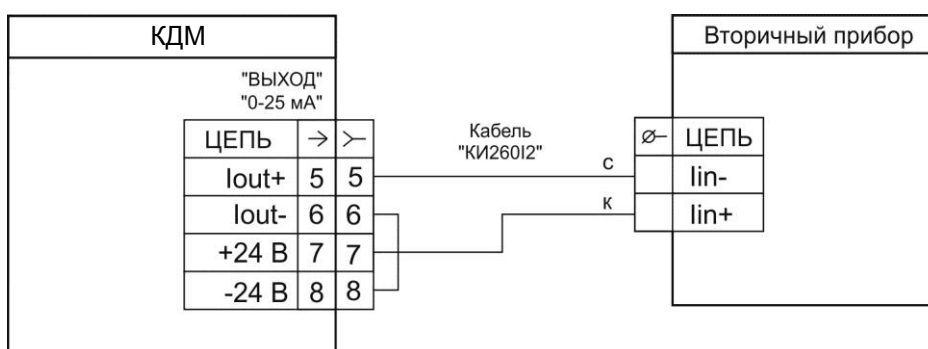 КДМ
"ВЫХОД"
"0-25 мА"
ЦЕПЬ
Iout+ 5 5
Iout- 6 6
+24 В 7 7
-24 В 8 8
Кабель
"КИ260I2"
с
к
Вторичный прибор
ЦЕПЬ
Iin-
Iin+